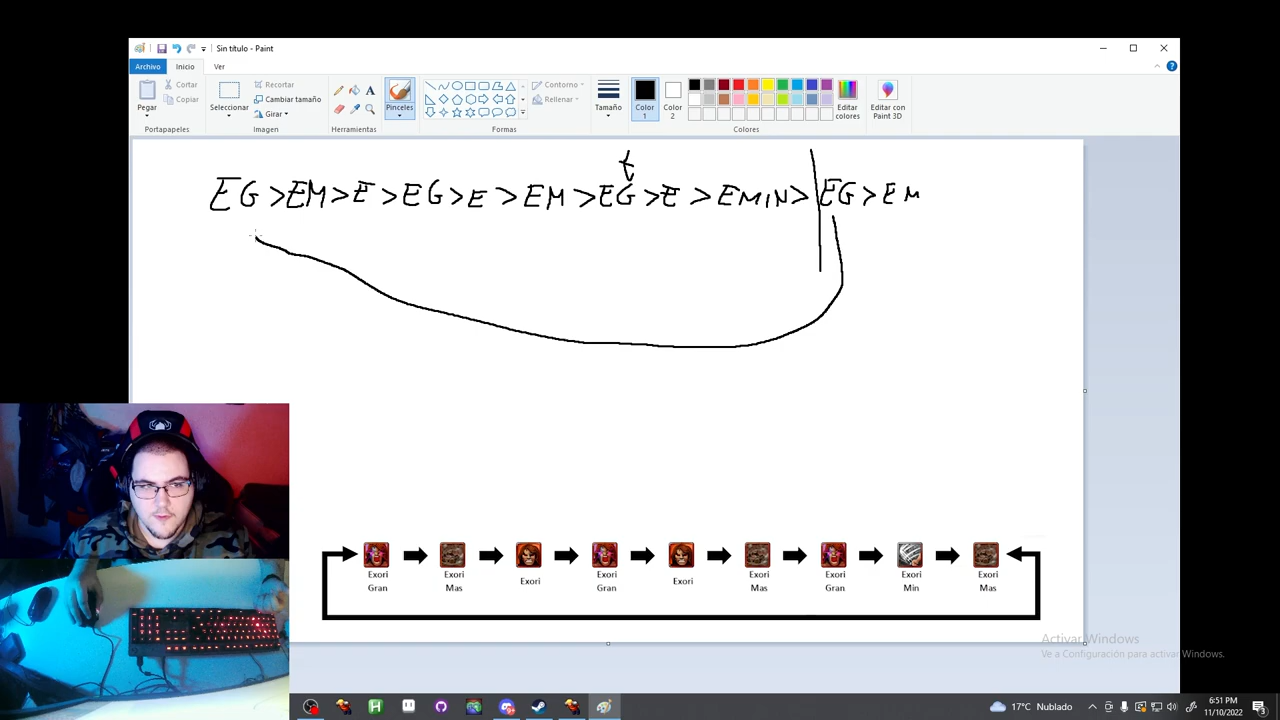 Sin título - Paint
Archivo Inicio Ver
Pegar
Cortar
Copiar
Portapapeles
Seleccionar
Recortar
Cambiar tamaño
Girar
Imagen
A
Herramientas
Pinceles
Contorno
Rellenar
Formas
Tamaño
Color 1
Color 2
Editar colores
Colores
Editar con Paint 3D
t
EG > EM > E > EG > E > EM > EG > E > EMIN > EG > EM
Exori Gran
Exori Mas
Exori
Exori Gran
Exori
Exori Mas
Exori Gran
Exori Min
Exori Mas
Activar Windows
Ve a Configuración para activar Windows.
17°C Nublado
6:51 PM
11/10/2022